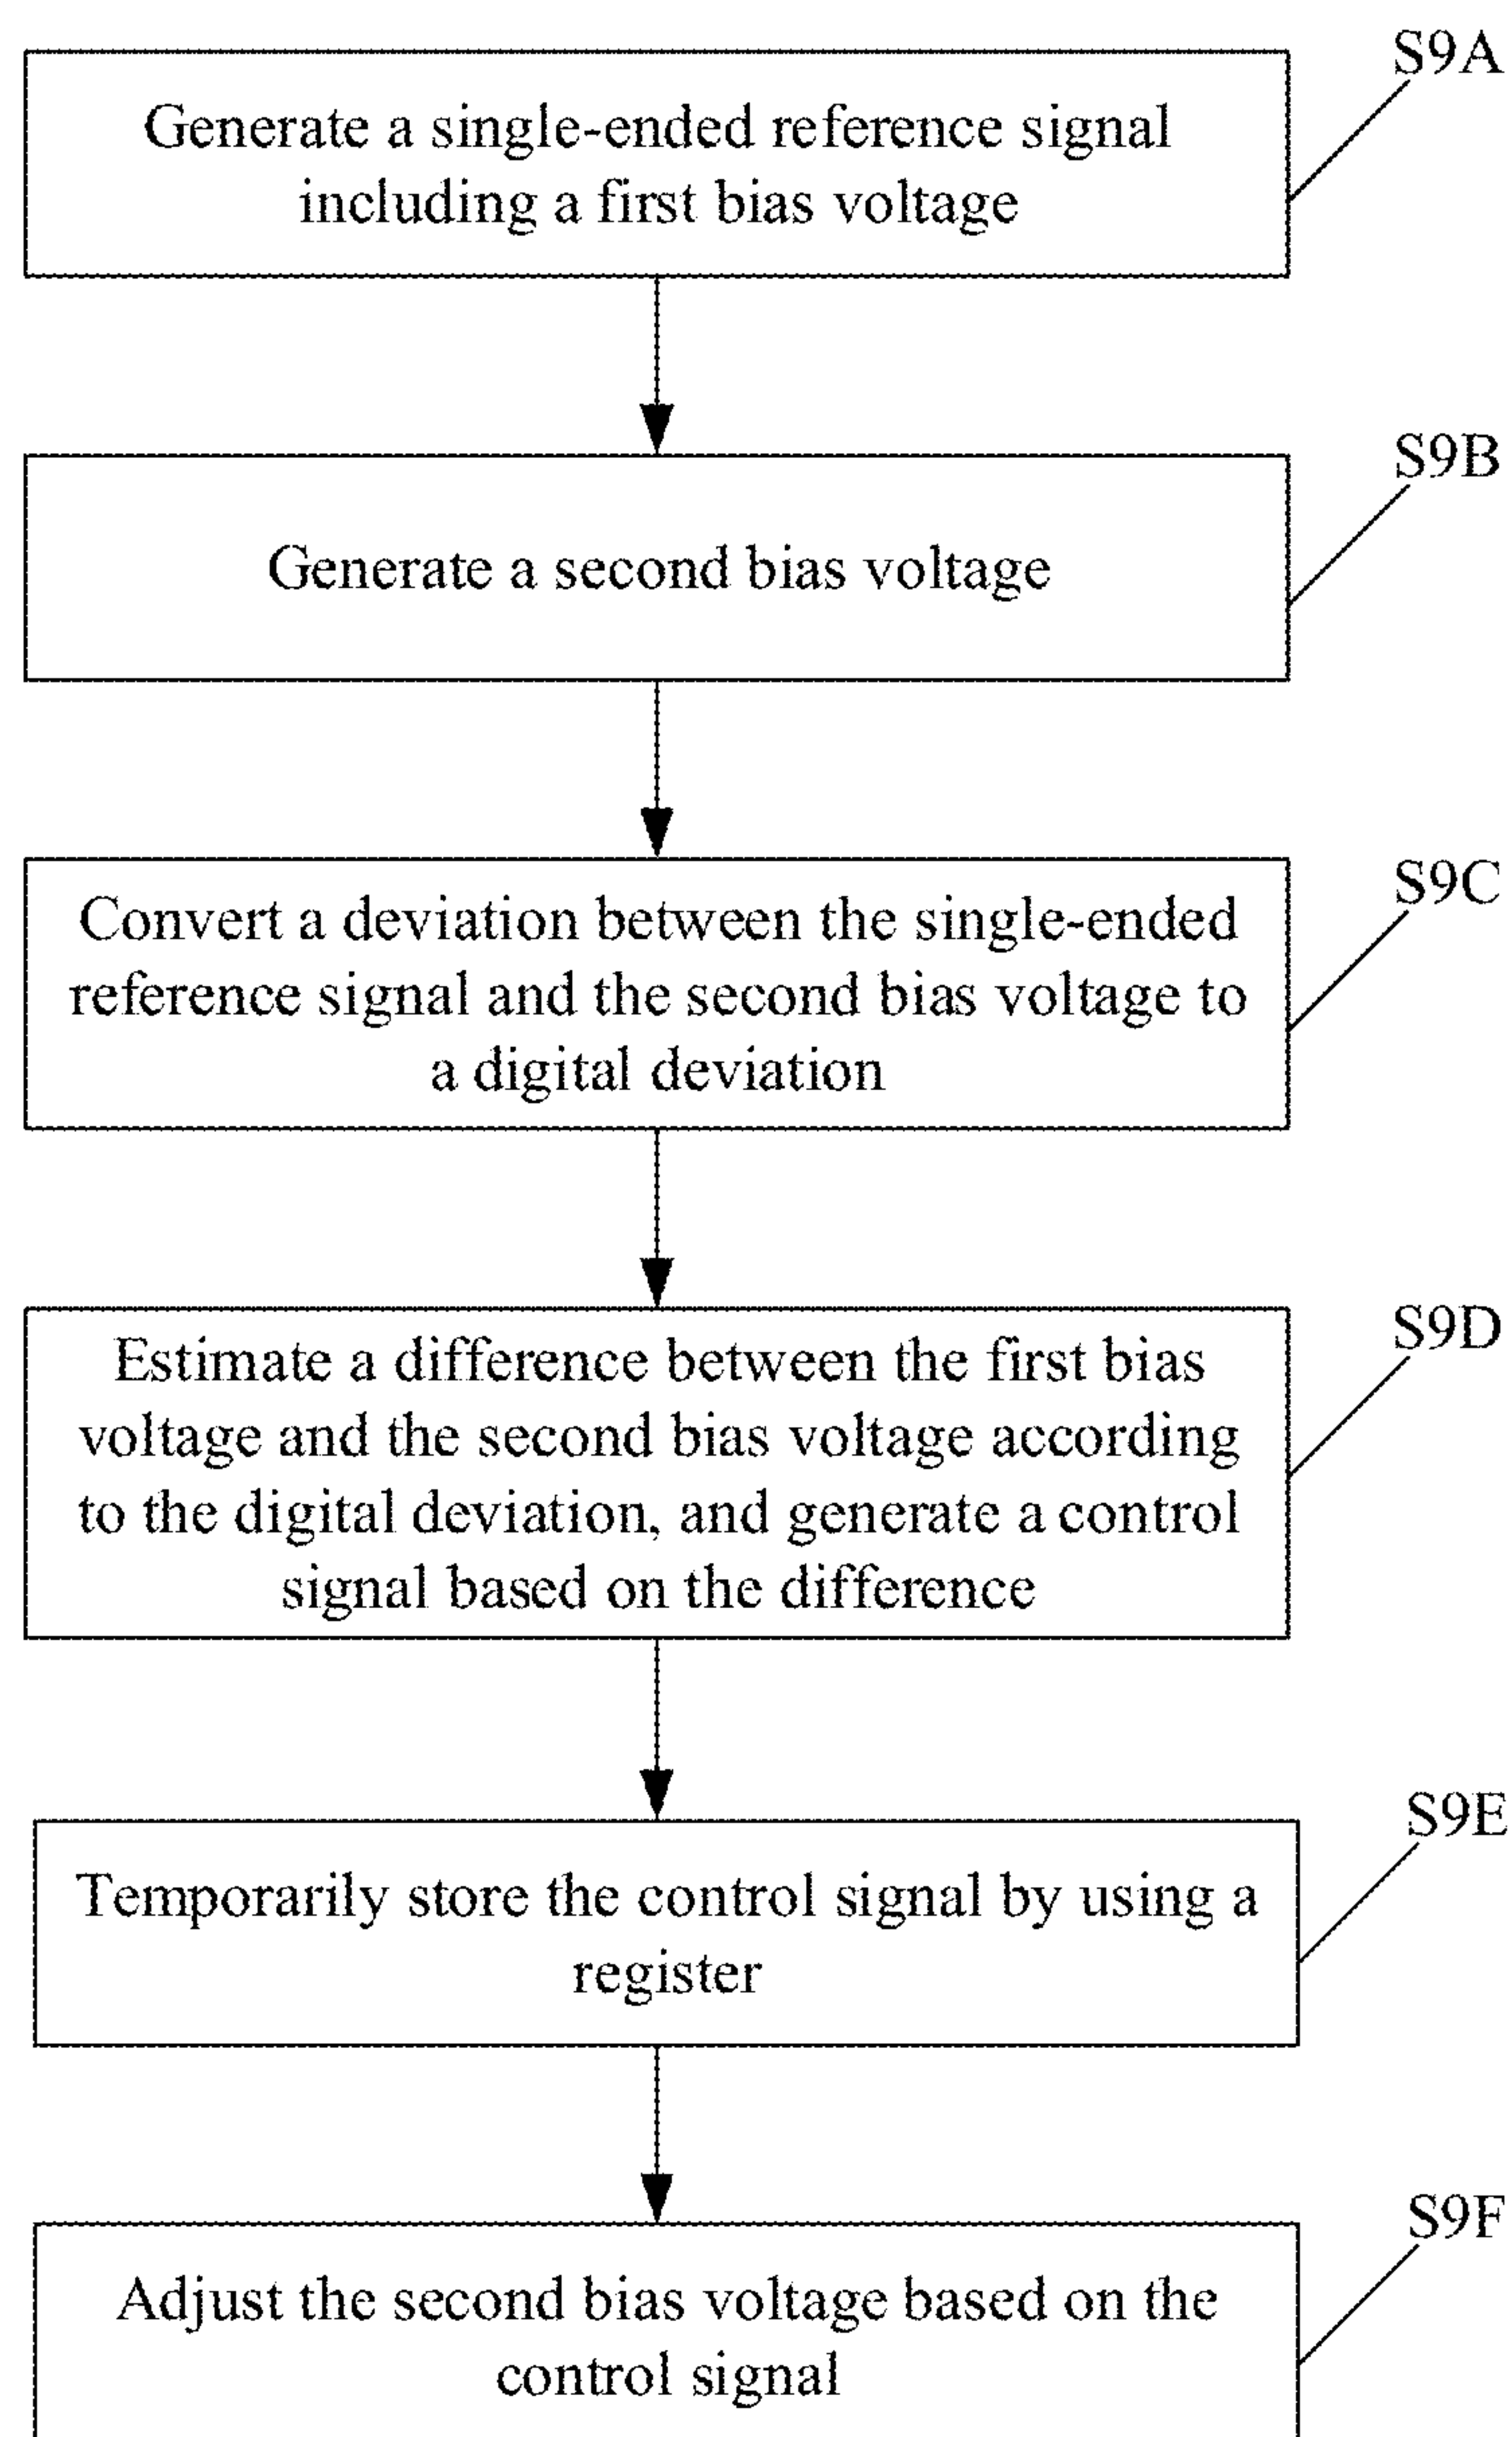 S9A
Generate a single-ended reference signal
including a first bias voltage
S9B
Generate a second bias voltage
S9C
Convert a deviation between the single-ended
reference signal and the second bias voltage to
a digital deviation
S9D
Estimate a difference between the first bias
voltage and the second bias voltage according
to the digital deviation, and generate a control
signal based on the difference
S9E
Temporarily store the control signal by using a
register
S9F
Adjust the second bias voltage based on the
control signal